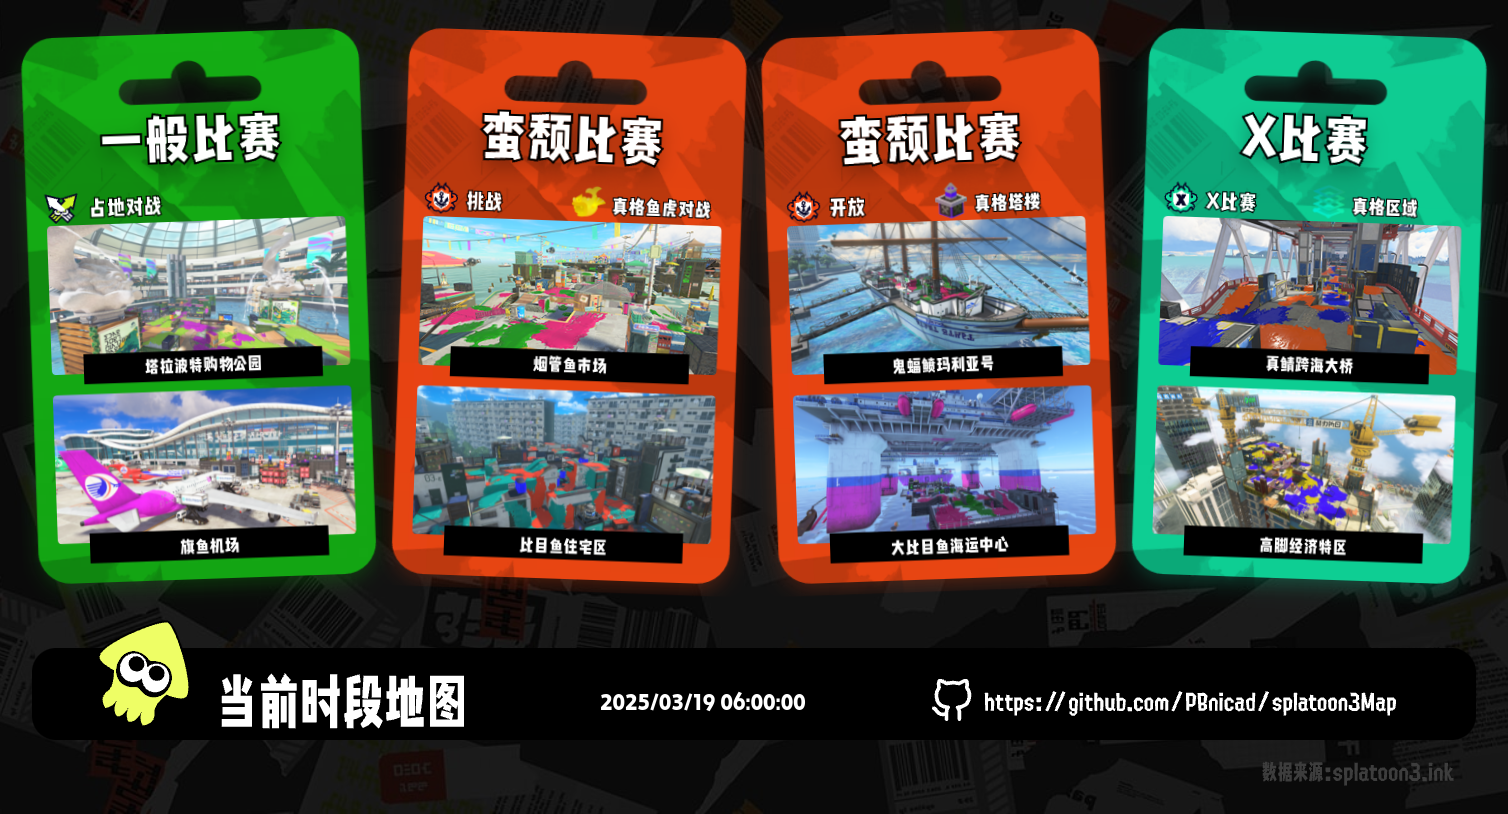 一般比赛
占地对战
塔拉波特购物公园
旗鱼机场
蛮颓比赛
挑战
真格鱼虎对战
烟管鱼市场
比目鱼住宅区
蛮颓比赛
开放
真格塔楼
鬼蝠鲼玛利亚号
大比目鱼海运中心
X比赛
X比赛
真格区域
真鲭跨海大桥
高脚经济特区
当前时段地图
2025/03/19 06:00:00
https://github.com/PBnicad/splatoon3Map
数据来源:splatoon3.ink